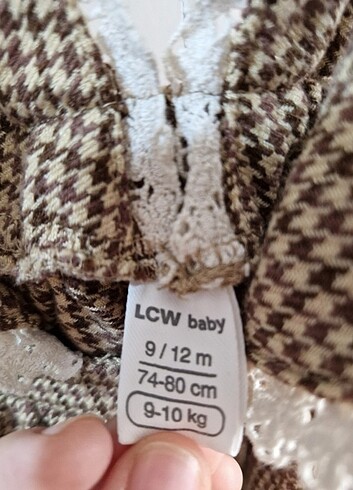 LCW baby
9 / 12 m
74-80 cm
9-10 kg